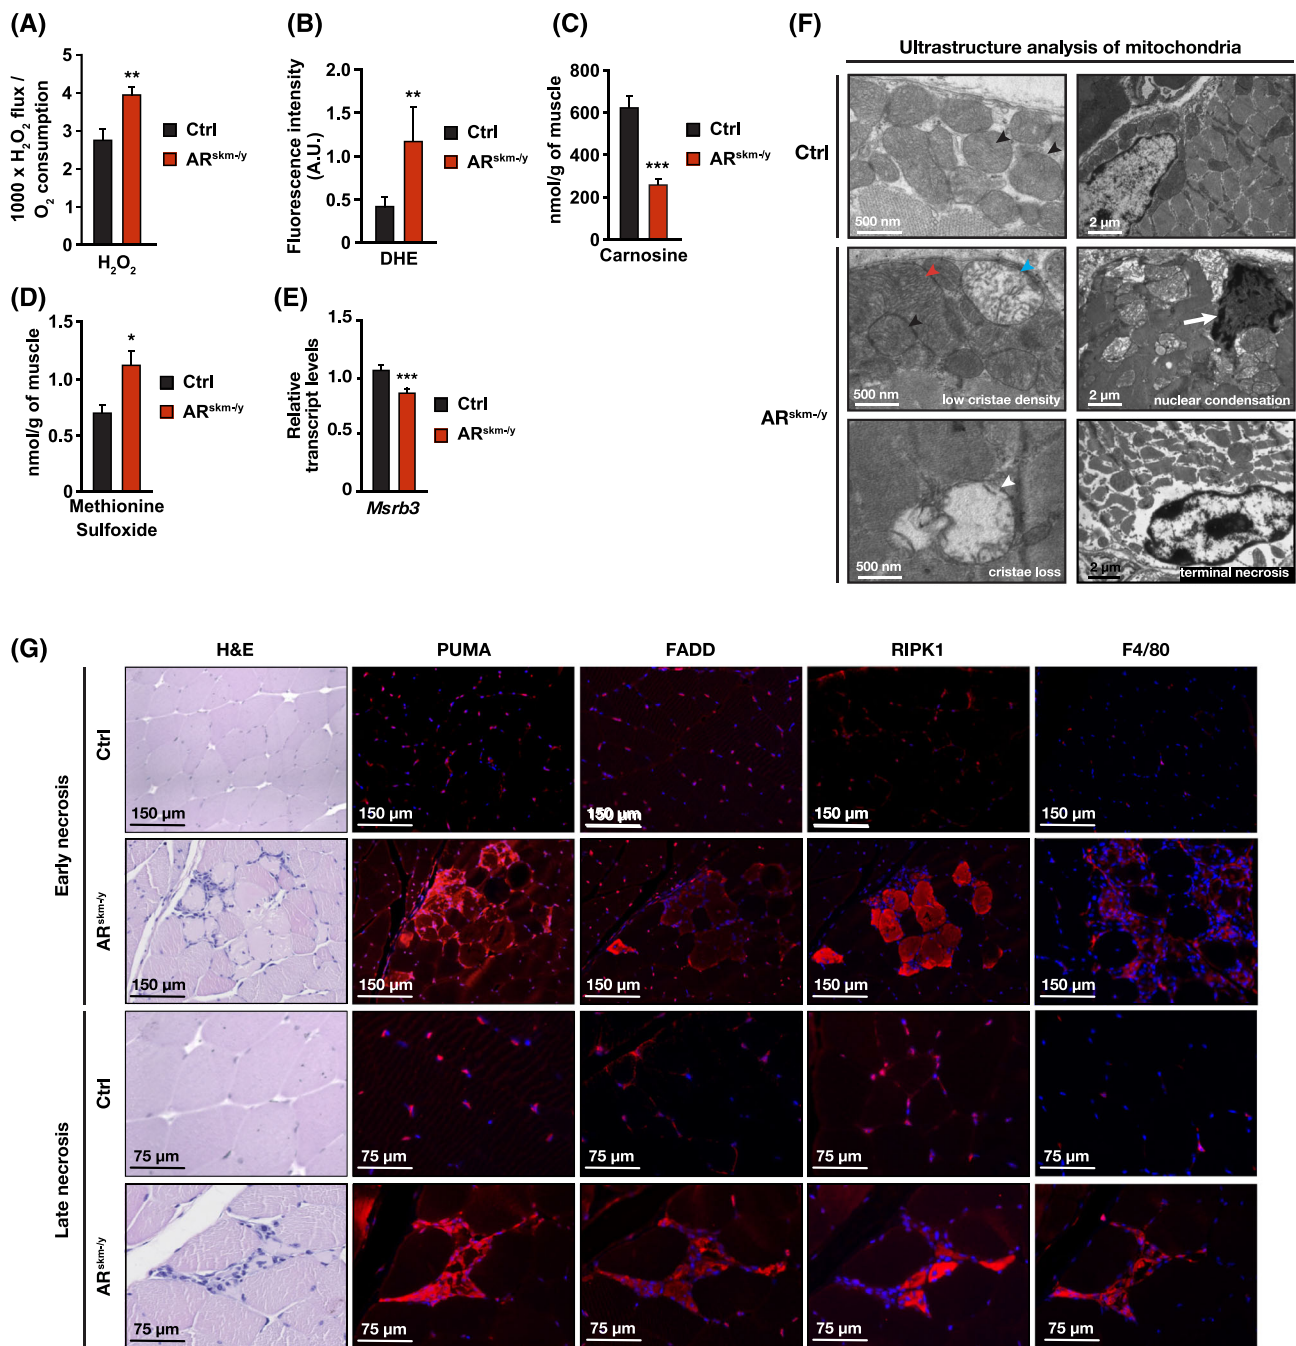 (A)
1000 x H₂O₂ flux /
O₂ consumption
5
4
3
2
1
0
**
H₂O₂
Ctrl
ARskm-/y
(B)
Fluorescence intensity
(A.U.)
2.0
1.5
1.0
0.5
0
**
DHE
Ctrl
ARskm-/y
(C)
nmol/g of muscle
800
600
400
200
0
***
Carnosine
Ctrl
ARskm-/y
(D)
nmol/g of muscle
1.5
1.0
0.5
0
*
Methionine
Sulfoxide
Ctrl
ARskm-/y
(E)
Relative
transcript levels
1.5
1.0
0.5
0
***
Msrb3
Ctrl
ARskm-/y
(F)
Ultrastructure analysis of mitochondria
Ctrl
500 nm
2 µm
ARskm-/y
500 nm
low cristae density
2 µm
nuclear condensation
500 nm
cristae loss
2 µm
terminal necrosis
(G)
H&E
PUMA
FADD
RIPK1
F4/80
Early necrosis
Ctrl
150 µm
150 µm
150 µm
150 µm
150 µm
ARskm-/y
150 µm
150 µm
150 µm
150 µm
150 µm
Late necrosis
Ctrl
75 µm
75 µm
75 µm
75 µm
75 µm
ARskm-/y
75 µm
75 µm
75 µm
75 µm
75 µm